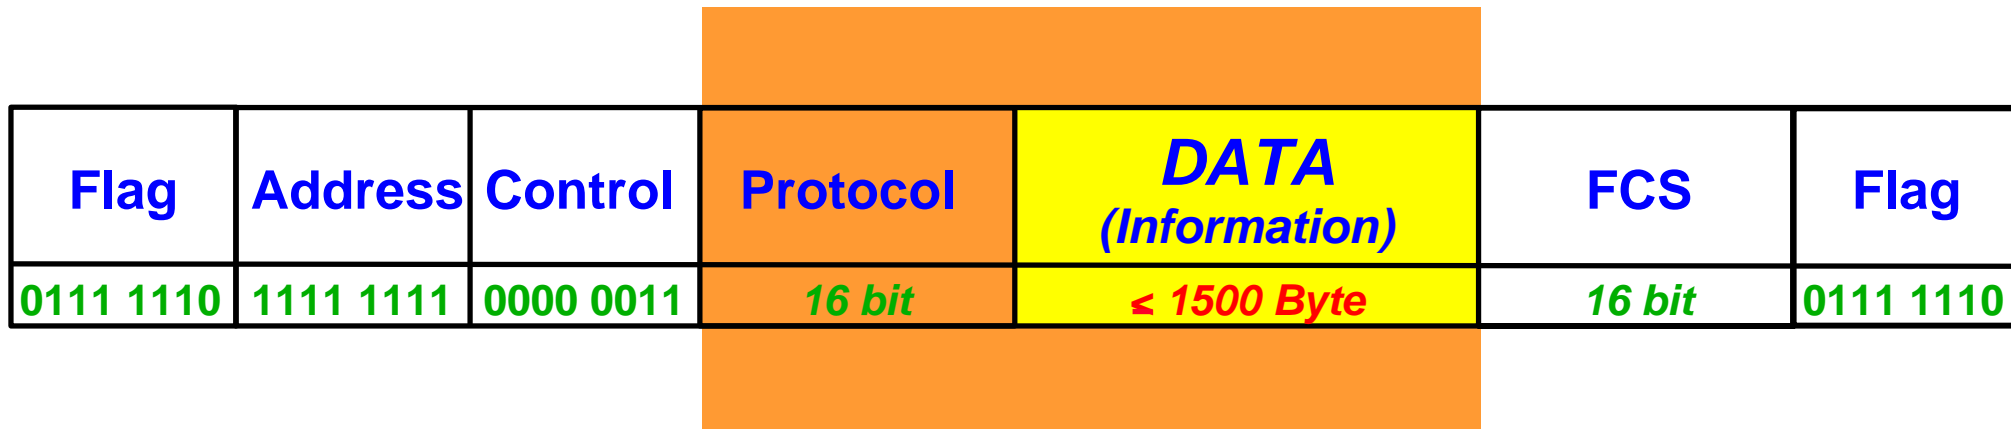 Flag Address Control Protocol DATA FCS Flag
(Information)
0111 1110 1111 1111 0000 0011 16 bit ≤ 1500 Byte 16 bit 0111 1110